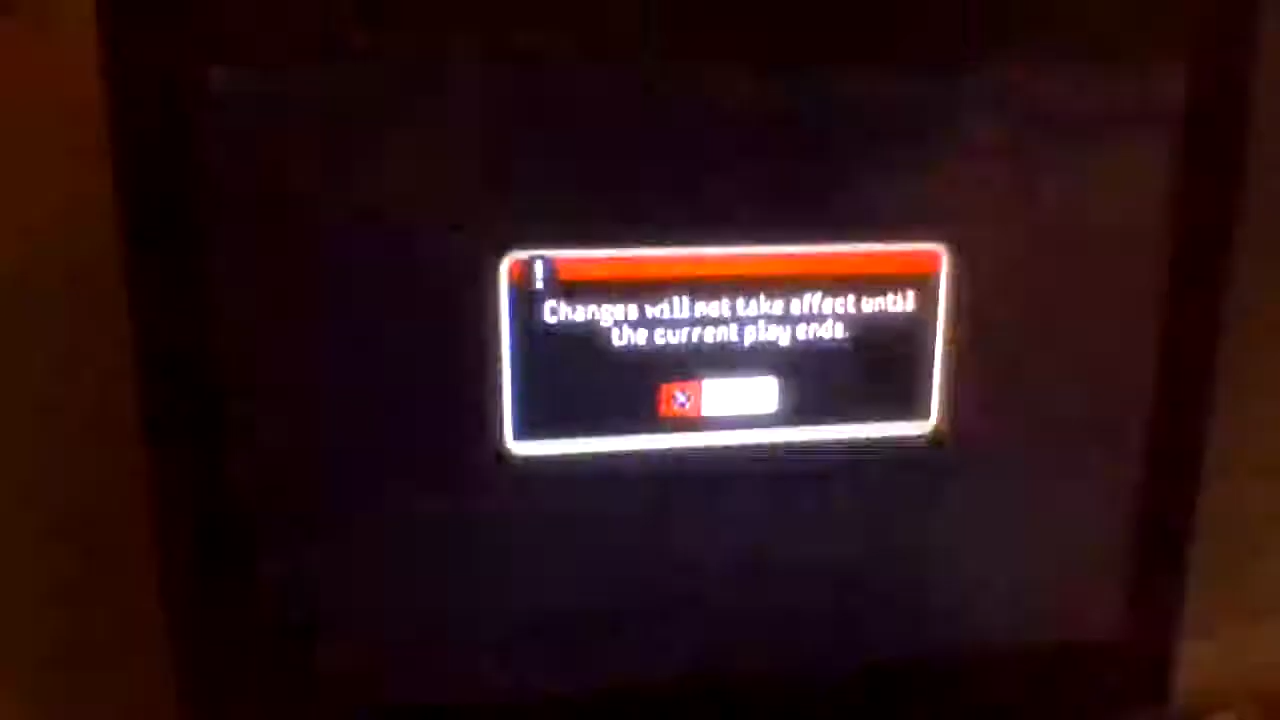 !
Changes will not take effect until
the current play ends.